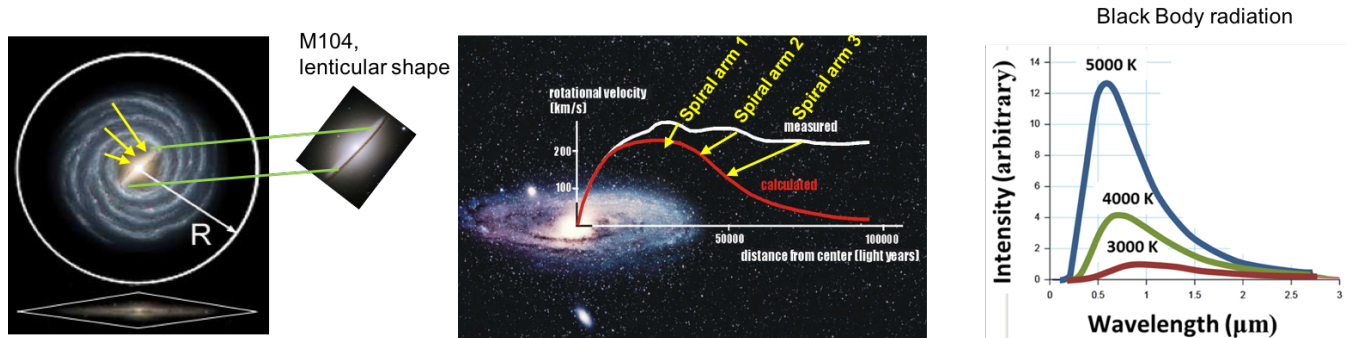 M104,
lenticular shape
R
rotational velocity
(km/s)
200
100
Spiral arm 1
Spiral arm 2
Spiral arm 3
measured
calculated
50000
100000
distance from center (light years)
Black Body radiation
Intensity (arbitrary)
14
12
10
8
6
4
2
0
5000 K
4000 K
3000 K
0
0.5
1
1.5
2
2.5
3
Wavelength (µm)